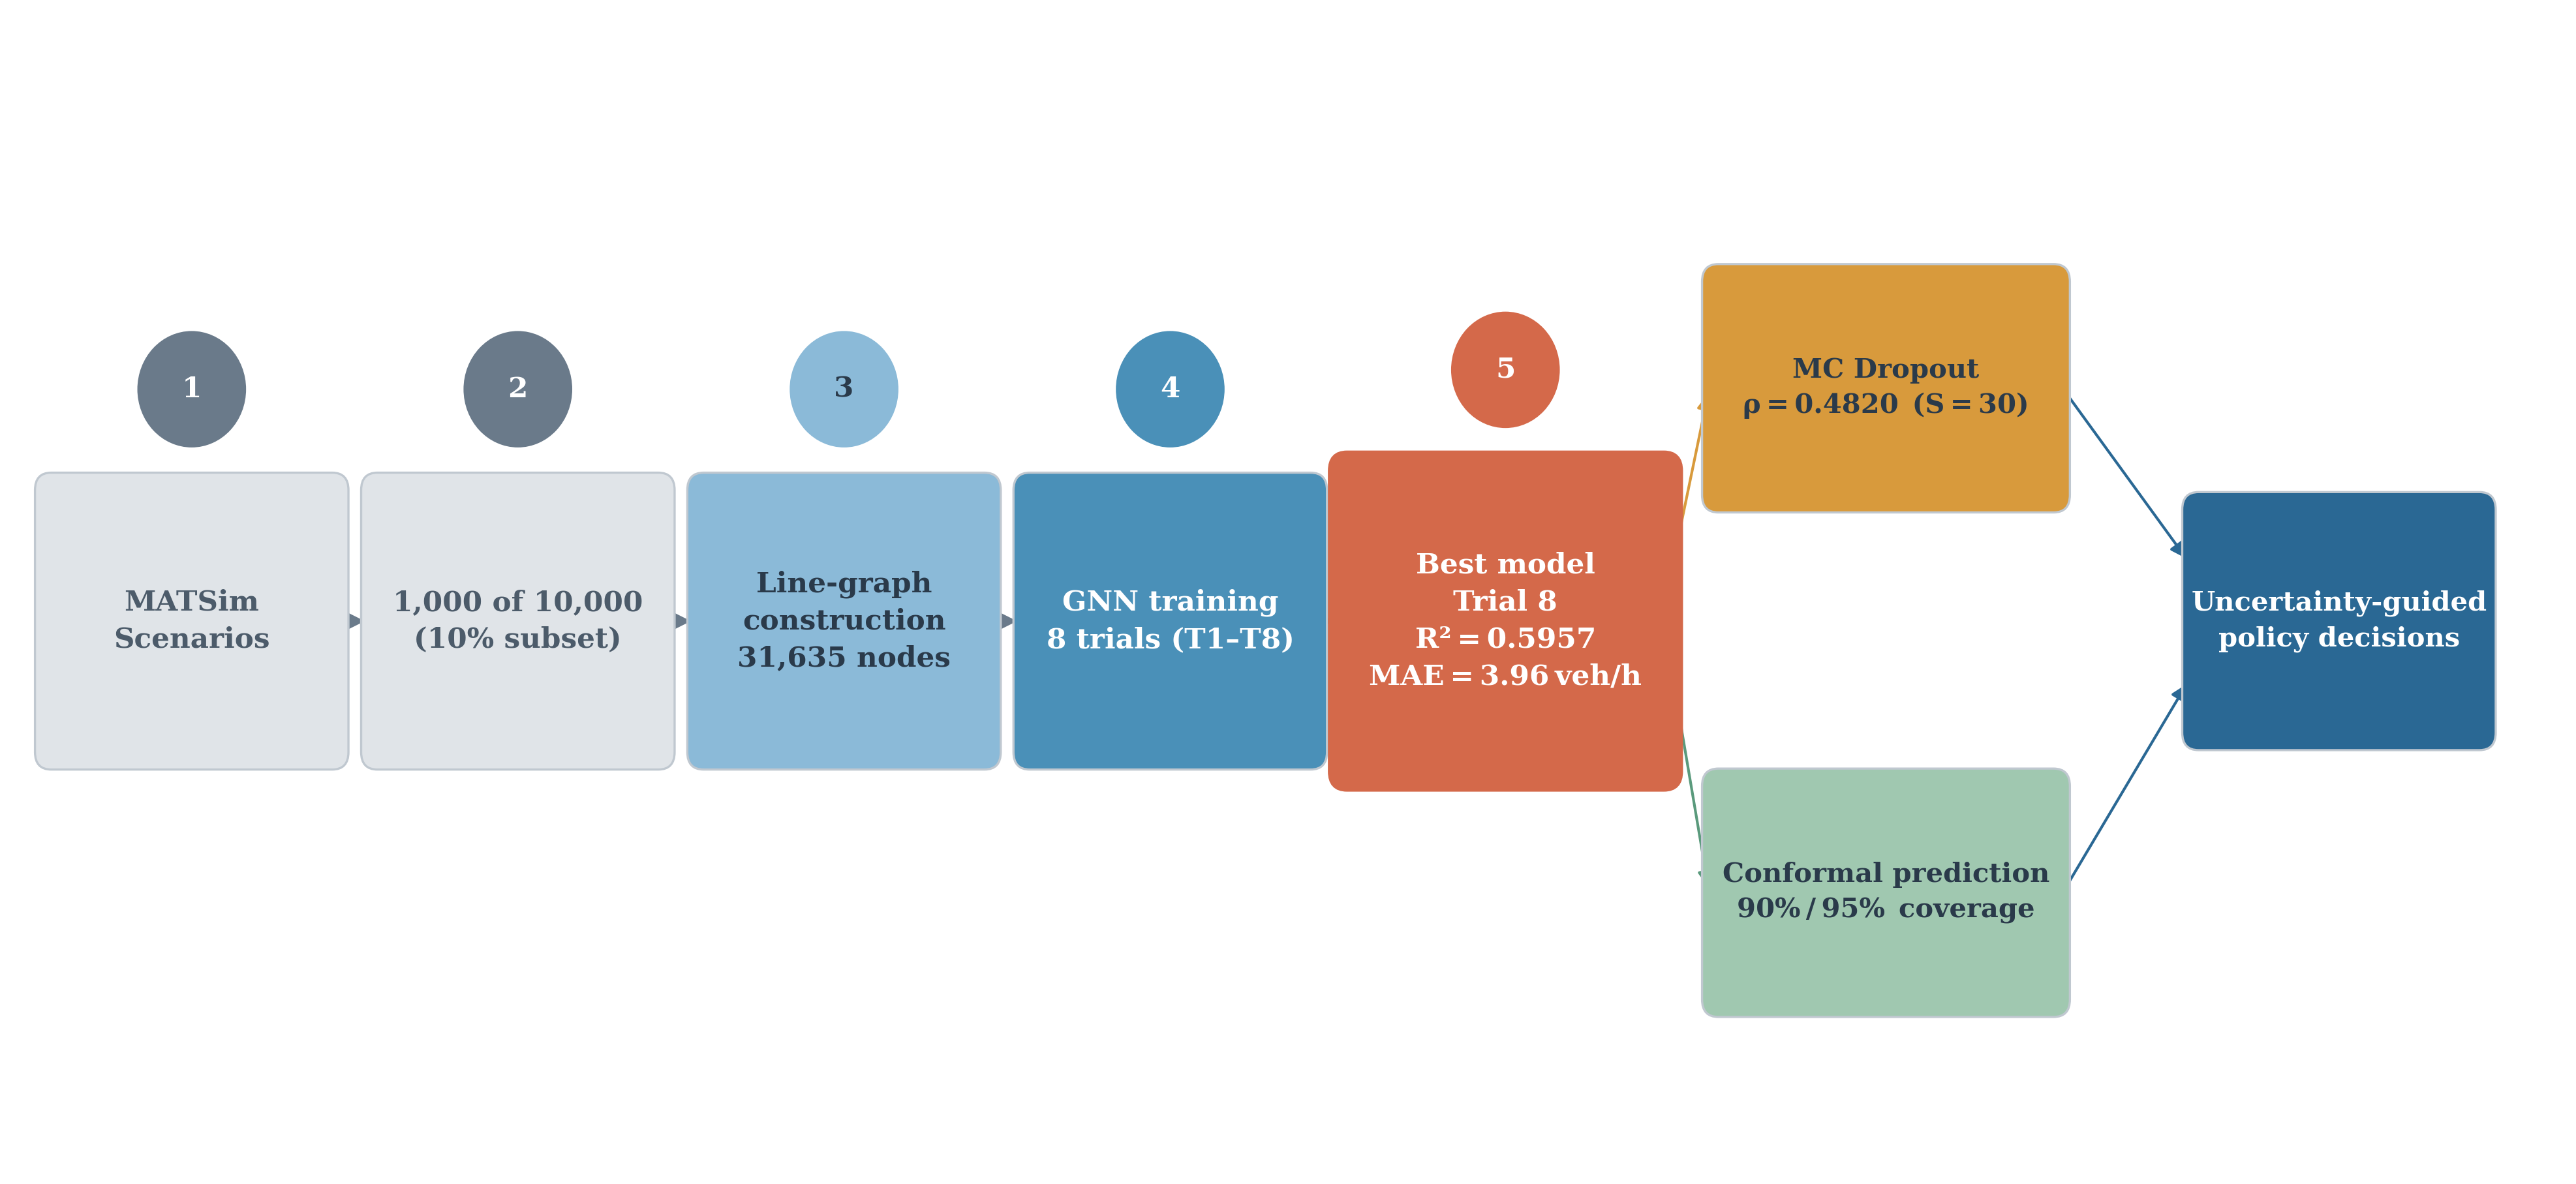 1
MATSim
Scenarios
2
1,000 of 10,000
(10% subset)
3
Line-graph
construction
31,635 nodes
4
GNN training
8 trials (T1–T8)
5
Best model
Trial 8
R² = 0.5957
MAE = 3.96 veh/h
MC Dropout
ρ = 0.4820 (S = 30)
Conformal prediction
90% / 95% coverage
Uncertainty-guided
policy decisions